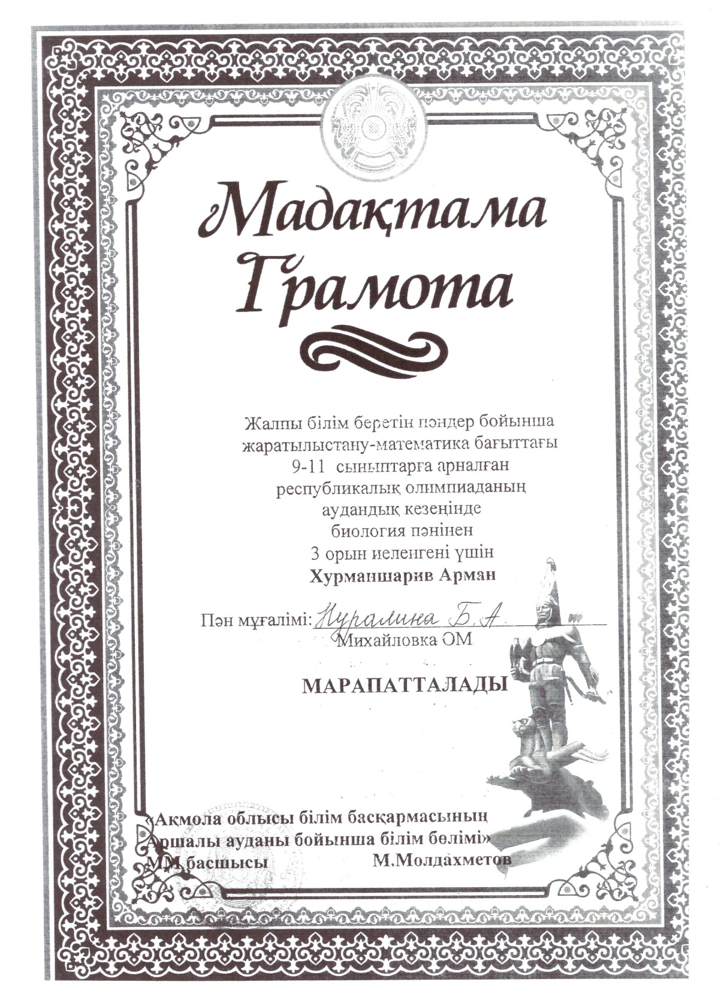 Мадақтама
Грамота
Жалпы білім беретін пәндер бойынша
жаратылыстану-математика бағыттағы
9-11 сыныптарға арналған
республикалық олимпиаданың
аудандық кезеңінде
биология пәнінен
3 орын иеленгені үшін
Хурманшарив Арман
Пән мұғалімі: Нуралина Б.А.
Михайловка ОМ
МАРАПАТТАЛАДЫ
«Ақмола облысы білім басқармасының
Аршалы ауданы бойынша білім бөлімі»
ММ басшысы М.Молдахметов